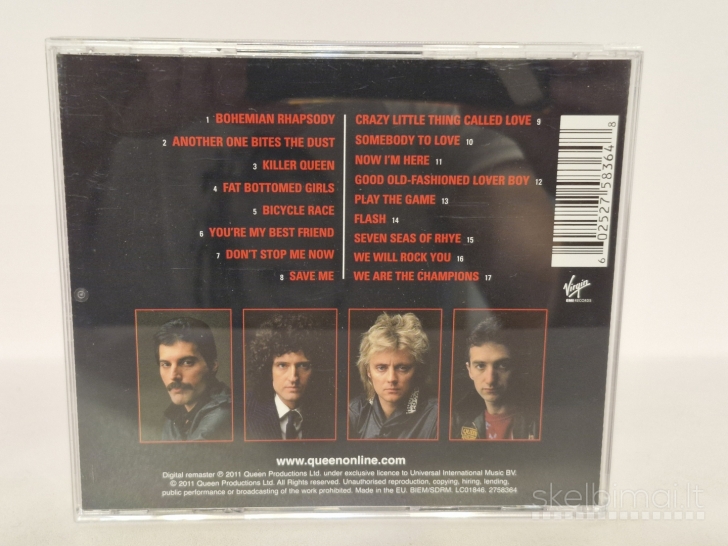 1 BOHEMIAN RHAPSODY
2 ANOTHER ONE BITES THE DUST
3 KILLER QUEEN
4 FAT BOTTOMED GIRLS
5 BICYCLE RACE
6 YOU'RE MY BEST FRIEND
7 DON'T STOP ME NOW
8 SAVE ME
CRAZY LITTLE THING CALLED LOVE 9
SOMEBODY TO LOVE 10
NOW I'M HERE 11
GOOD OLD-FASHIONED LOVER BOY 12
PLAY THE GAME 13
FLASH 14
SEVEN SEAS OF RHYE 15
WE WILL ROCK YOU 16
WE ARE THE CHAMPIONS 17
6 02527 58364 8
Virgin
EMI RECORDS
www.queenonline.com
Digital remaster ℗ 2011 Queen Productions Ltd. under exclusive licence to Universal International Music BV.
© 2011 Queen Productions Ltd. All Rights reserved. Unauthorised reproduction, copying, hiring, lending,
public performance or broadcasting of the work prohibited. Made in the EU. BIEM/SDRM. LC01846. 2758364
skelbimai.lt